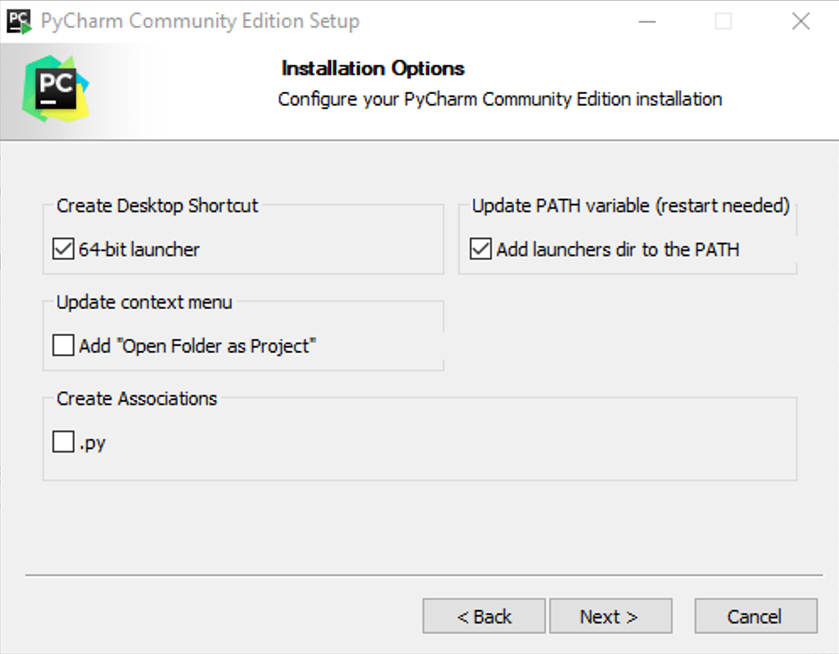 PC
PyCharm Community Edition Setup
PC
Installation Options
Configure your PyCharm Community Edition installation
Create Desktop Shortcut
64-bit launcher
Update PATH variable (restart needed)
Add launchers dir to the PATH
Update context menu
Add "Open Folder as Project"
Create Associations
.py
< Back
Next >
Cancel